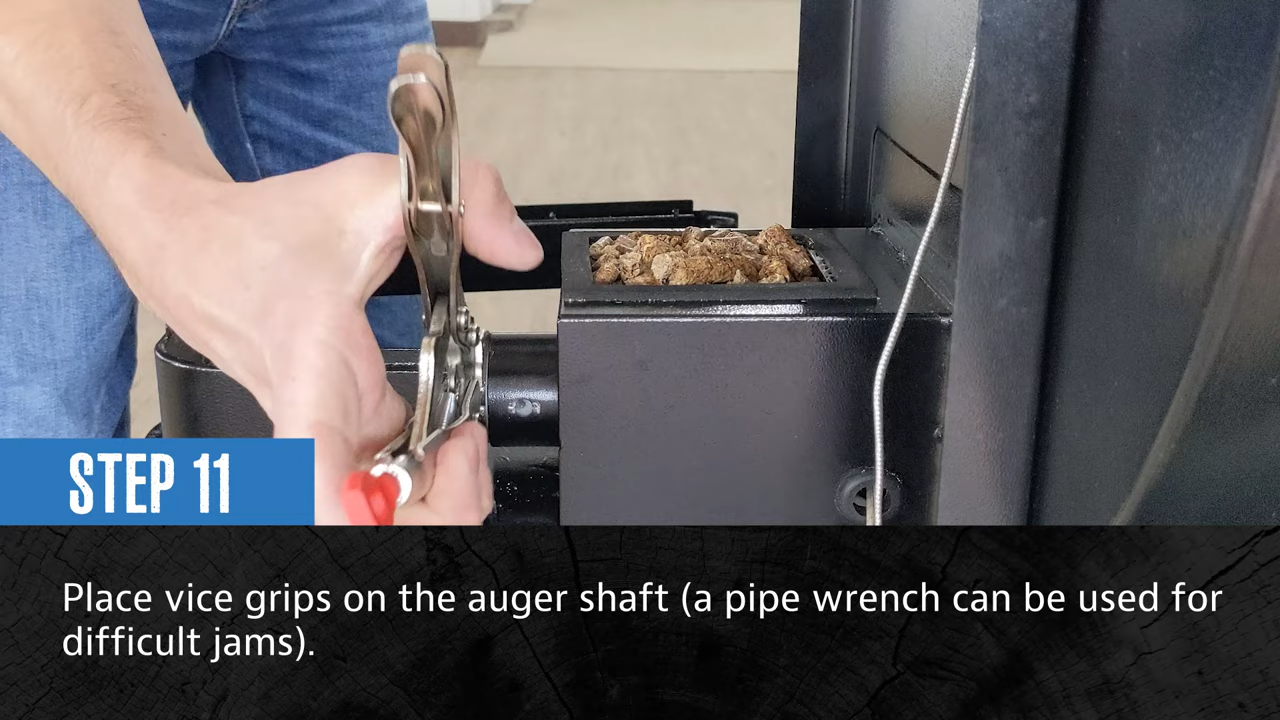 STEP 11
Place vice grips on the auger shaft (a pipe wrench can be used for
difficult jams).